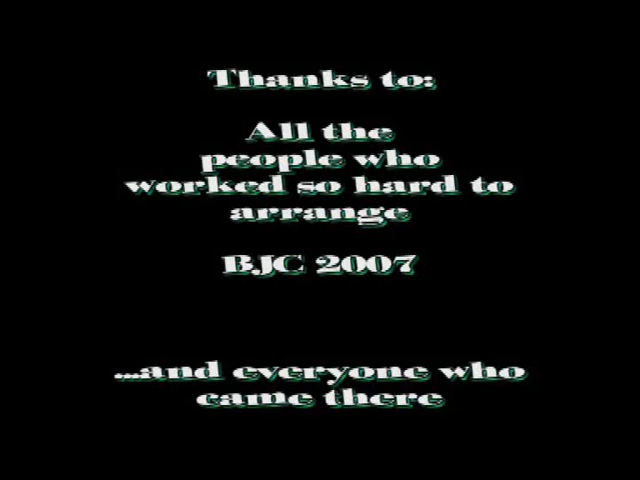 Thanks to:
All the
people who
worked so hard to
arrange
BJC 2007
...and everyone who
came there